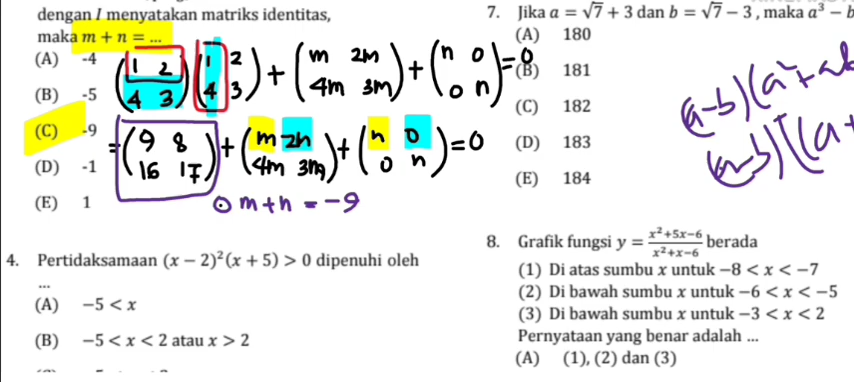 dengan I menyatakan matriks identitas,
maka m + n = ...
(A) -4
(B) -5
(C) -9
(D) -1
(E) 1
(1 2
4 3)(1 2
4 3) + (m 2m
4m 3m) + (n 0
0 n) = 0
= (9 8
16 17) + (m 2m
4m 3m) + (n 0
0 n) = 0
m + n = -9
4. Pertidaksamaan (x − 2)²(x + 5) > 0 dipenuhi oleh
...
(A) −5 < x
(B) −5 < x < 2 atau x > 2
7. Jika a = √7 + 3 dan b = √7 − 3 , maka a³ − b
(A) 180
(B) 181
(C) 182
(D) 183
(E) 184
(a-b)(a²+ab
(a-b)[(a+
8. Grafik fungsi y = (x²+5x−6)/(x²+x−6) berada
(1) Di atas sumbu x untuk −8 < x < −7
(2) Di bawah sumbu x untuk −6 < x < −5
(3) Di bawah sumbu x untuk −3 < x < 2
Pernyataan yang benar adalah ...
(A) (1), (2) dan (3)